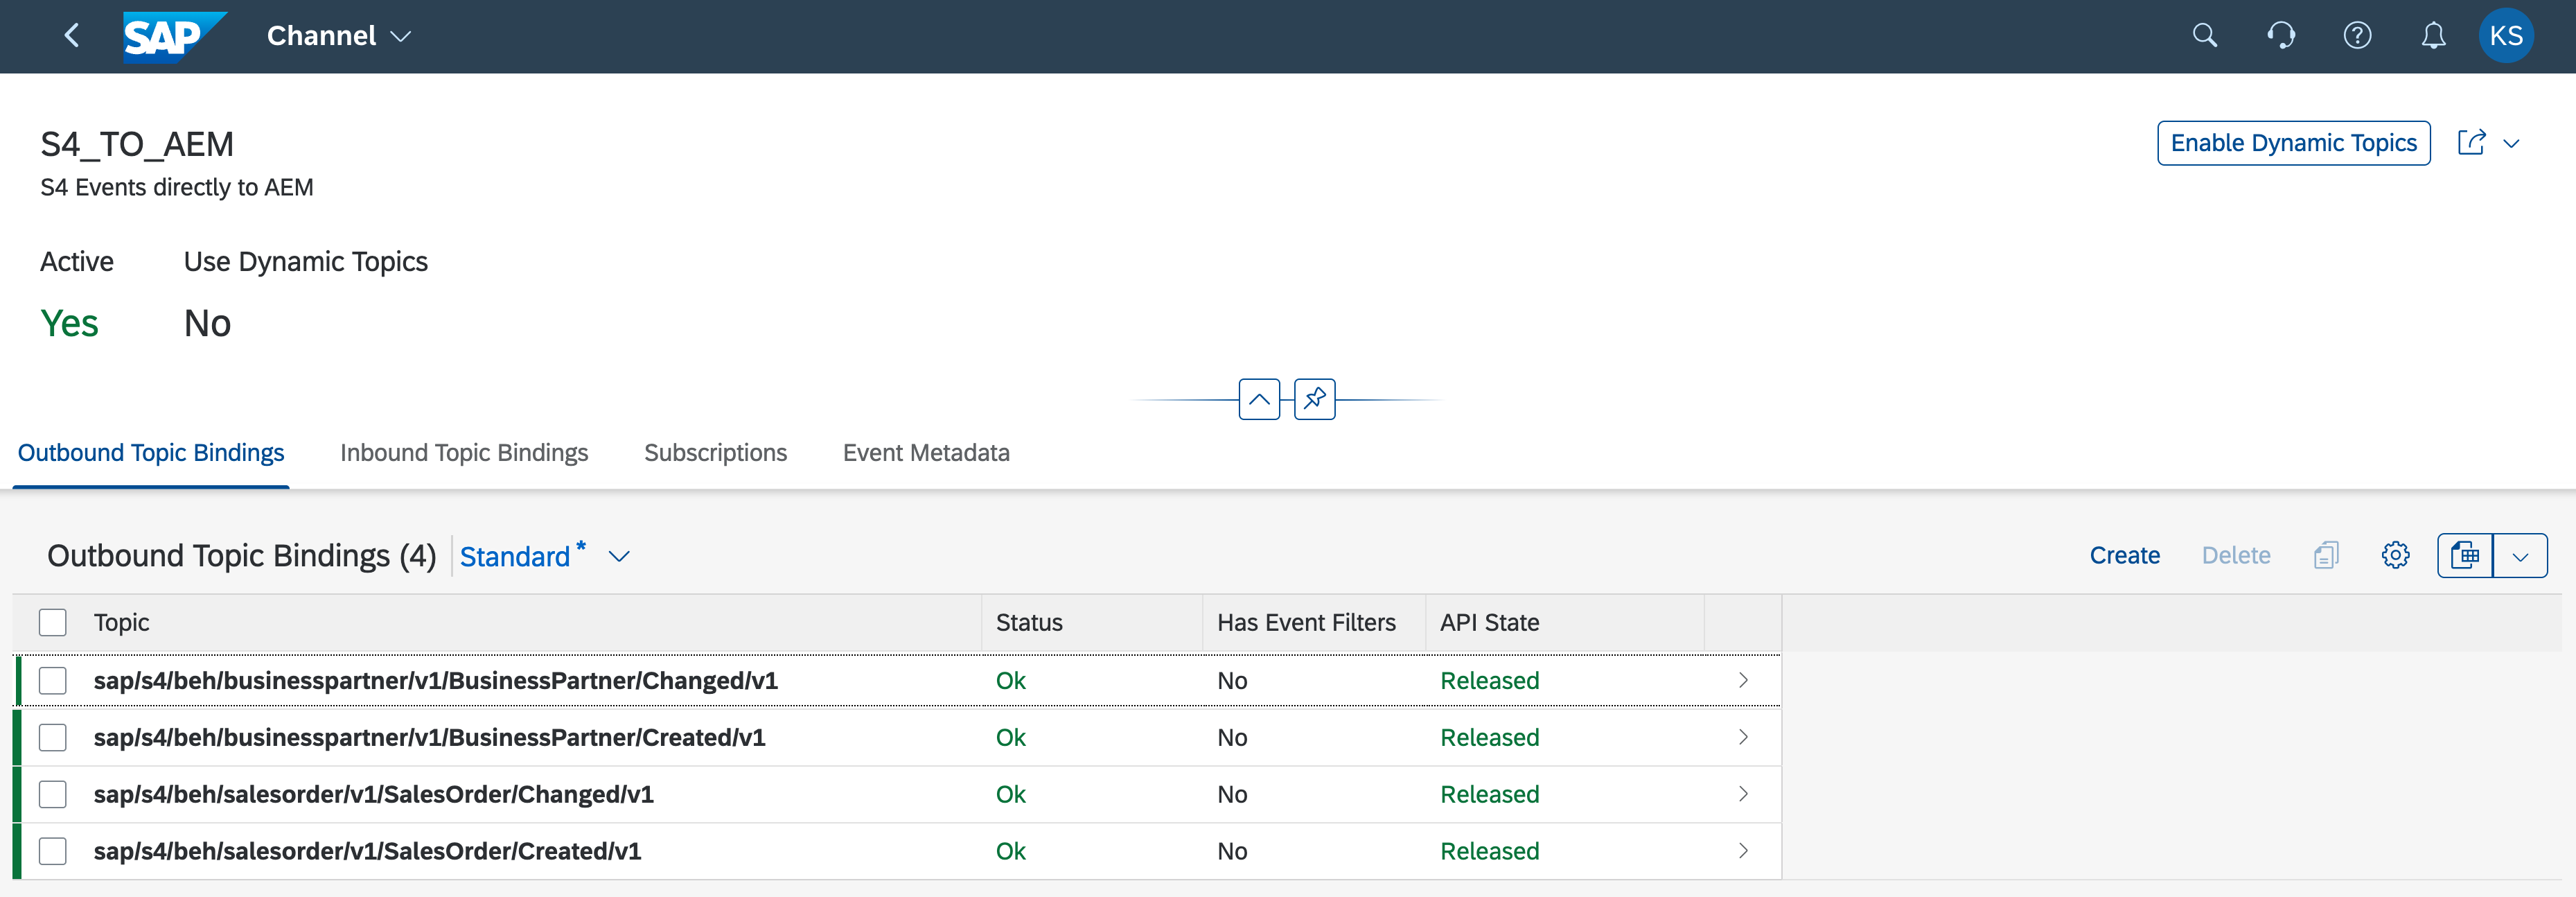 SAP Channel KS
S4_TO_AEM Enable Dynamic Topics
S4 Events directly to AEM
Active Use Dynamic Topics
Yes No
Outbound Topic Bindings Inbound Topic Bindings Subscriptions Event Metadata
Outbound Topic Bindings (4) Standard * Create Delete
Topic Status Has Event Filters API State
sap/s4/beh/businesspartner/v1/BusinessPartner/Changed/v1 Ok No Released
sap/s4/beh/businesspartner/v1/BusinessPartner/Created/v1 Ok No Released
sap/s4/beh/salesorder/v1/SalesOrder/Changed/v1 Ok No Released
sap/s4/beh/salesorder/v1/SalesOrder/Created/v1 Ok No Released